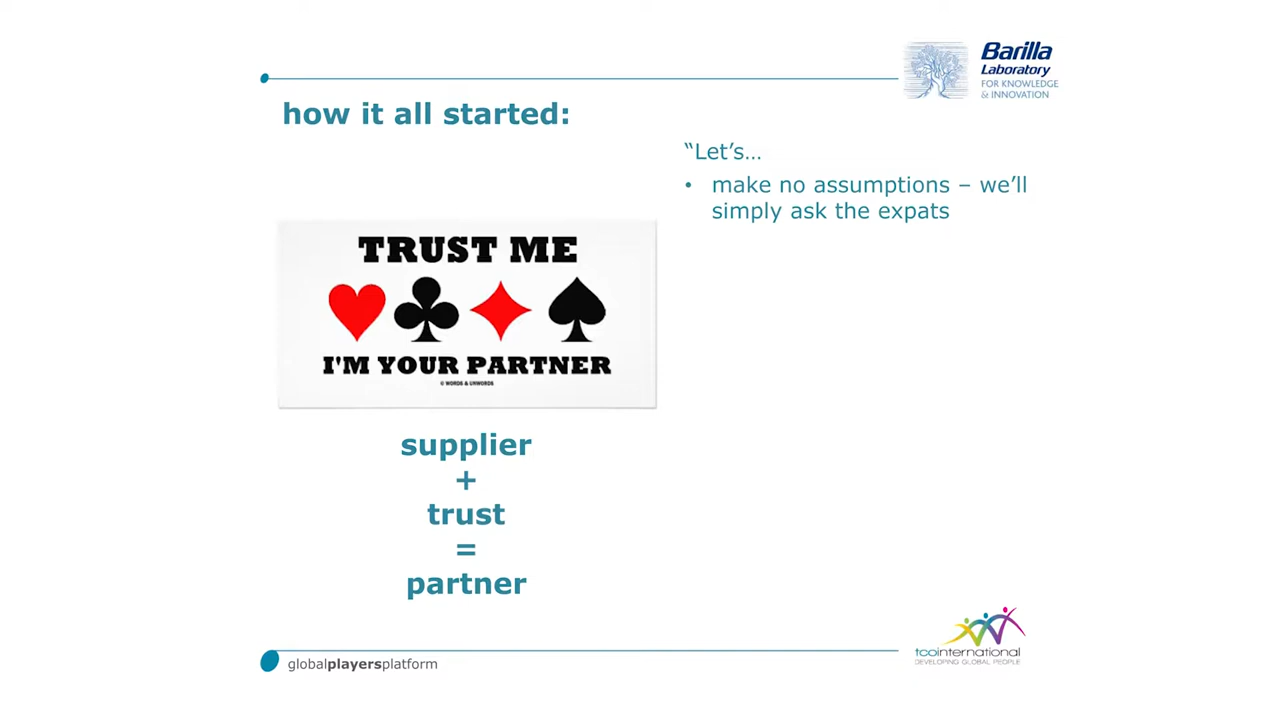 Barilla
Laboratory
FOR KNOWLEDGE
& INNOVATION
how it all started:
“Let’s…
• make no assumptions – we’ll
simply ask the expats
TRUST ME
I'M YOUR PARTNER
© WORDS & UNWORDS
supplier
+
trust
=
partner
globalplayersplatform
tcointernational
DEVELOPING GLOBAL PEOPLE